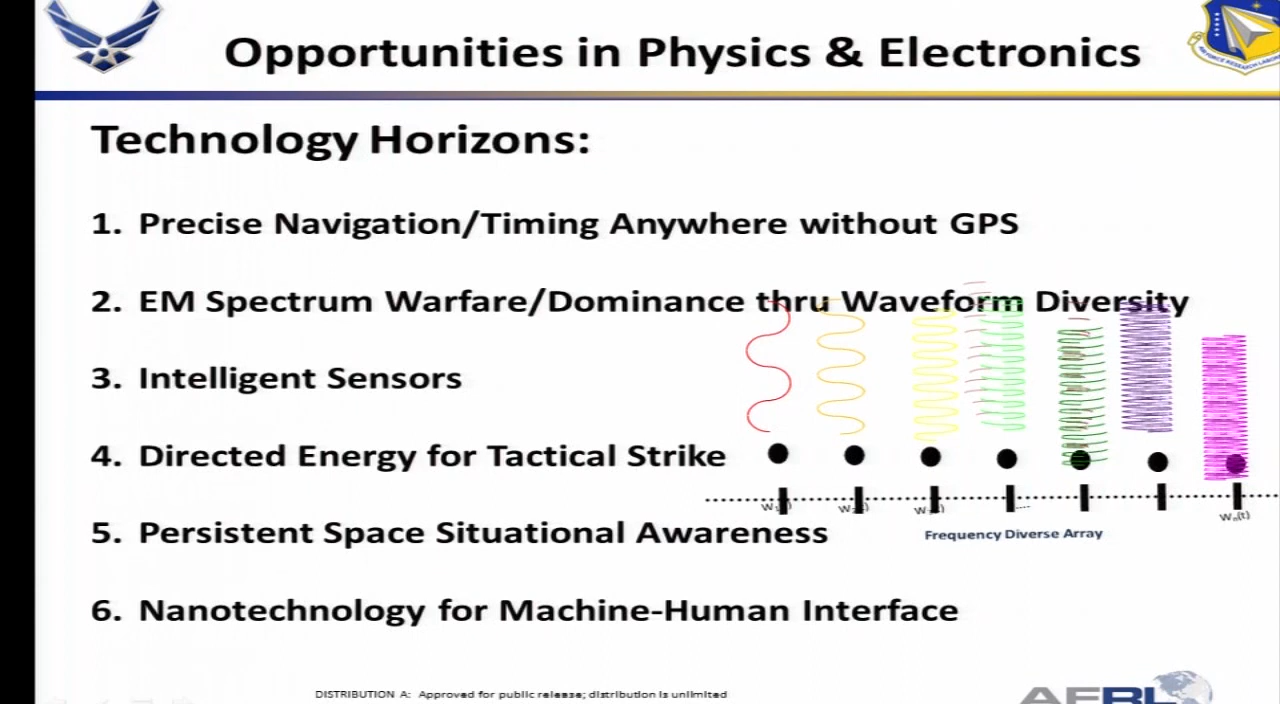 Opportunities in Physics & Electronics
Technology Horizons:
1. Precise Navigation/Timing Anywhere without GPS
2. EM Spectrum Warfare/Dominance thru Waveform Diversity
3. Intelligent Sensors
4. Directed Energy for Tactical Strike
5. Persistent Space Situational Awareness
6. Nanotechnology for Machine-Human Interface
....
Wn(t)
Frequency Diverse Array
DISTRIBUTION A: Approved for public release; distribution is unlimited
AFRL